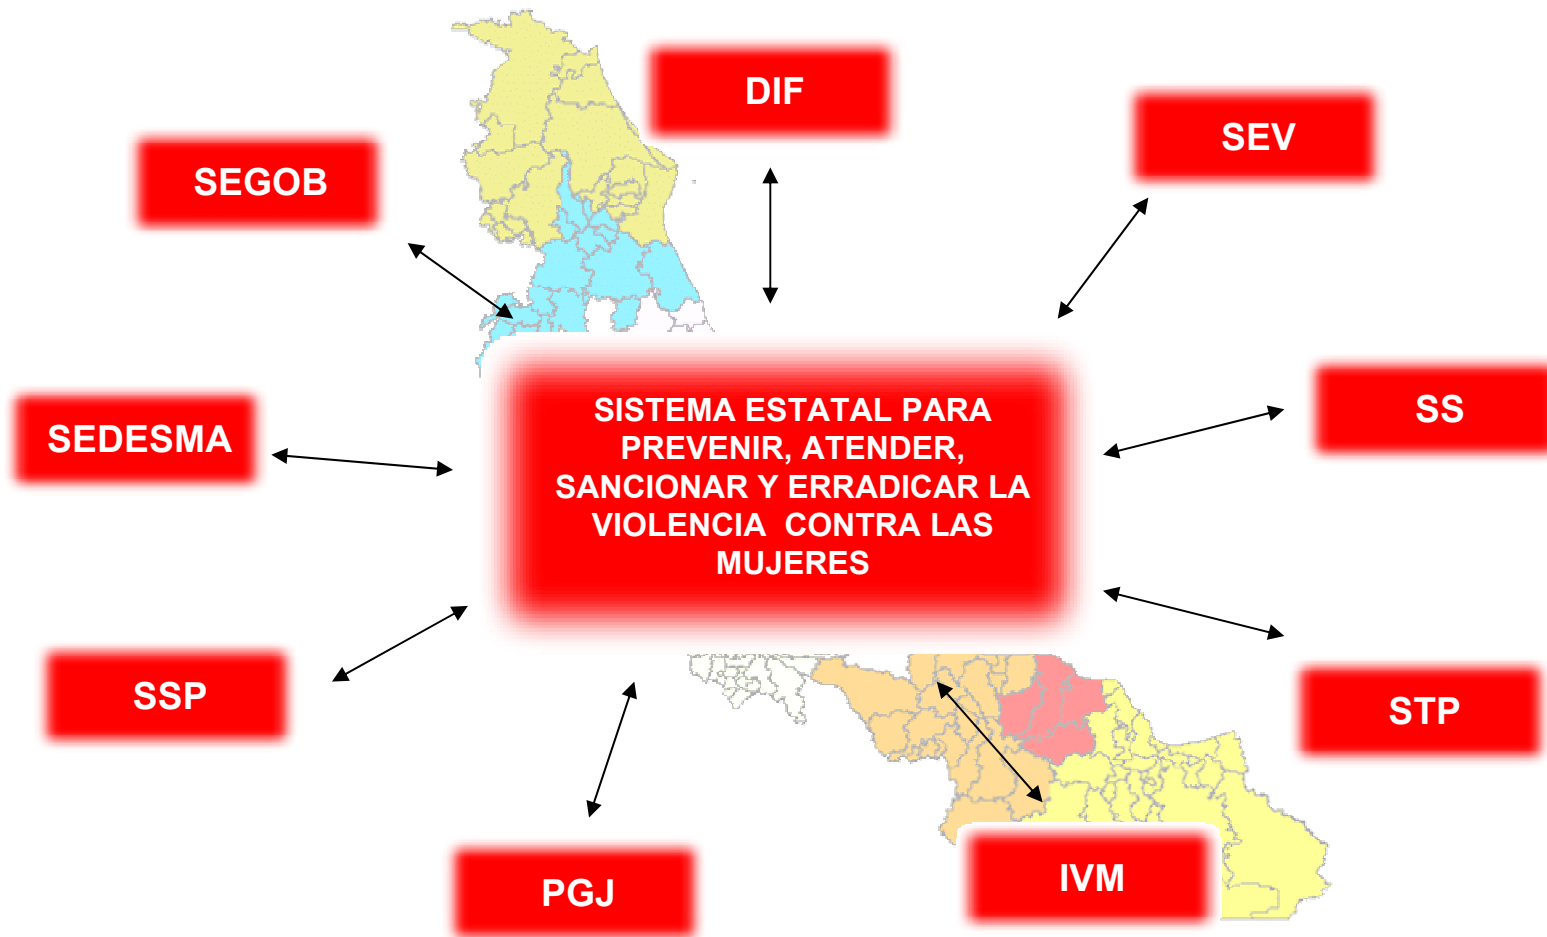 DIF
SEV
SEGOB
SS
SEDESMA
SISTEMA ESTATAL PARA
PREVENIR, ATENDER,
SANCIONAR Y ERRADICAR LA
VIOLENCIA CONTRA LAS
MUJERES
SSP
STP
PGJ
IVM